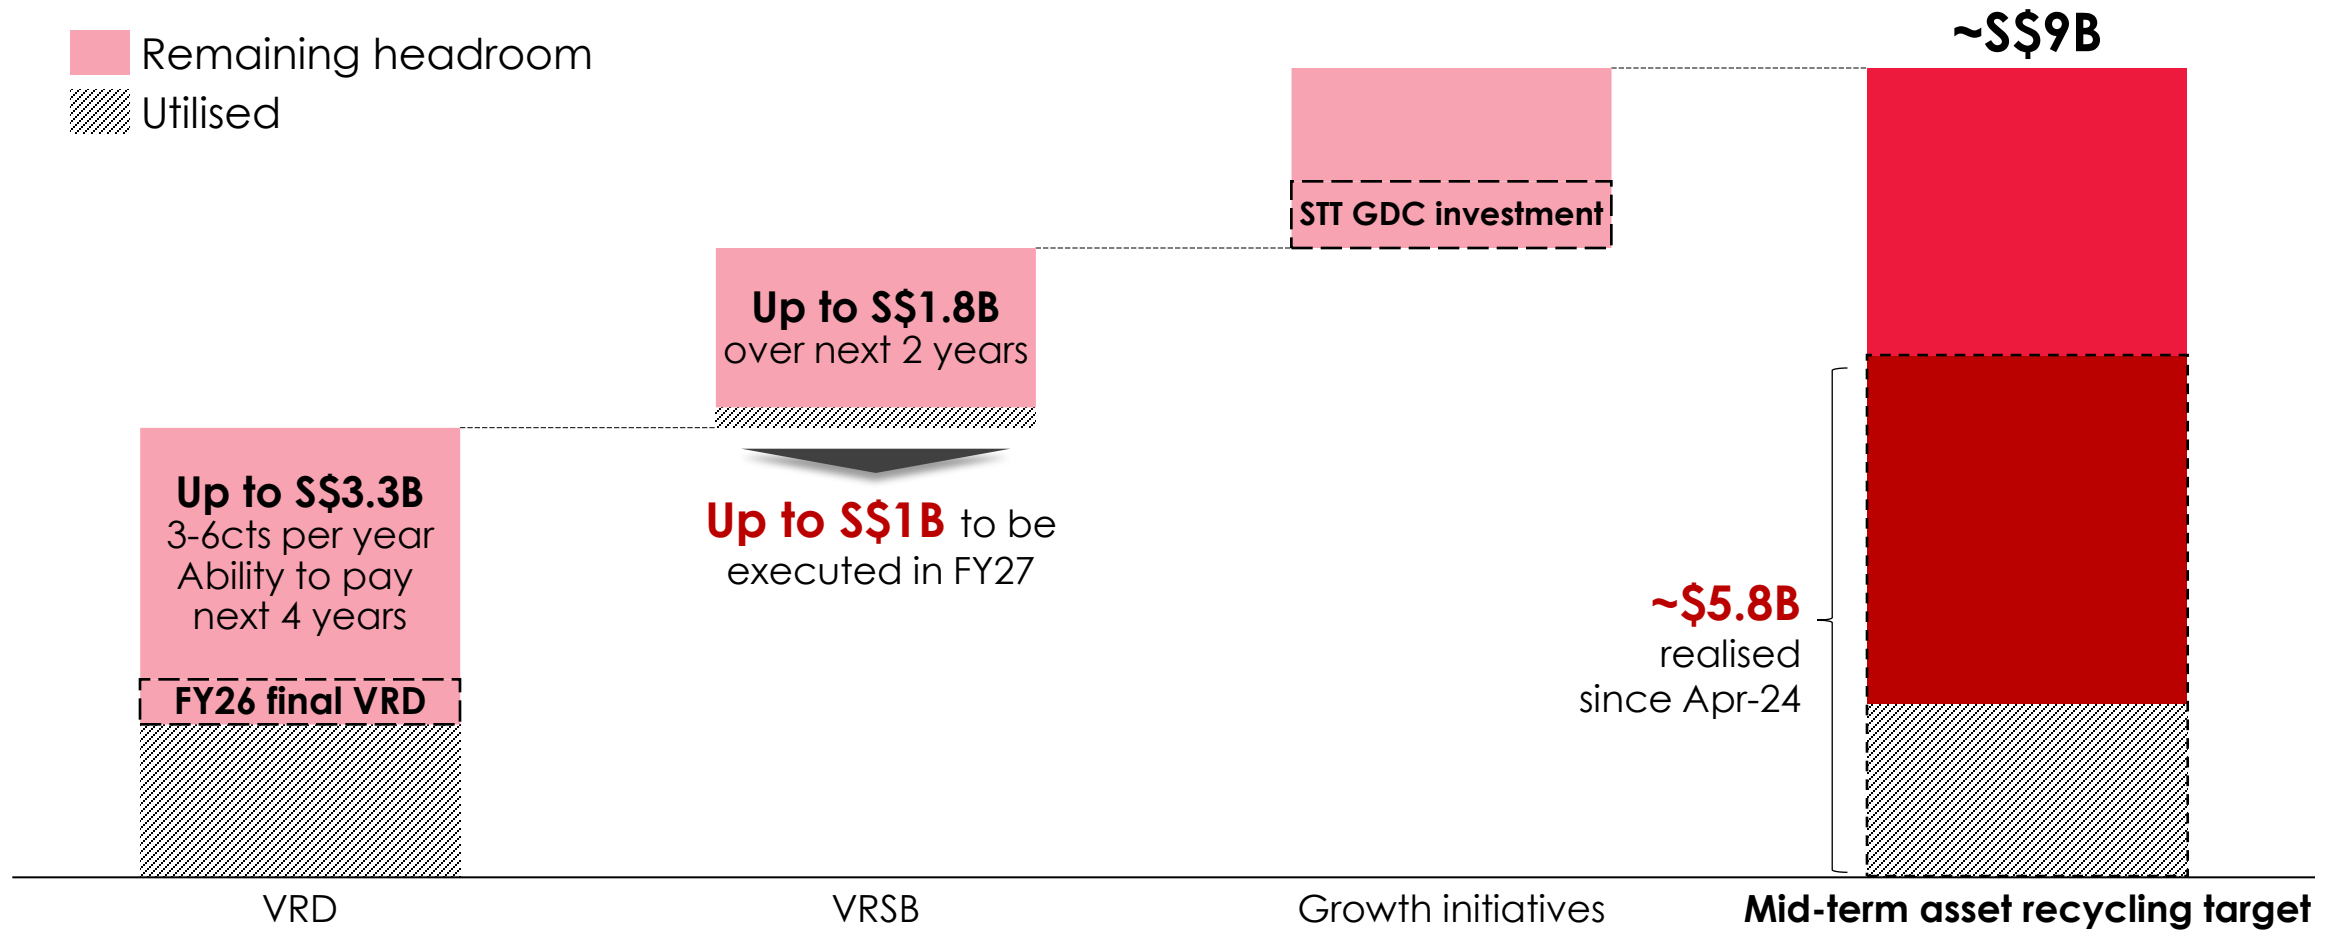 Remaining headroom
Utilised
Up to S$3.3B
3-6cts per year
Ability to pay
next 4 years
FY26 final VRD
VRD
Up to S$1.8B
over next 2 years
Up to S$1B to be
executed in FY27
VRSB
STT GDC investment
Growth initiatives
~S$9B
~$5.8B
realised
since Apr-24
Mid-term asset recycling target